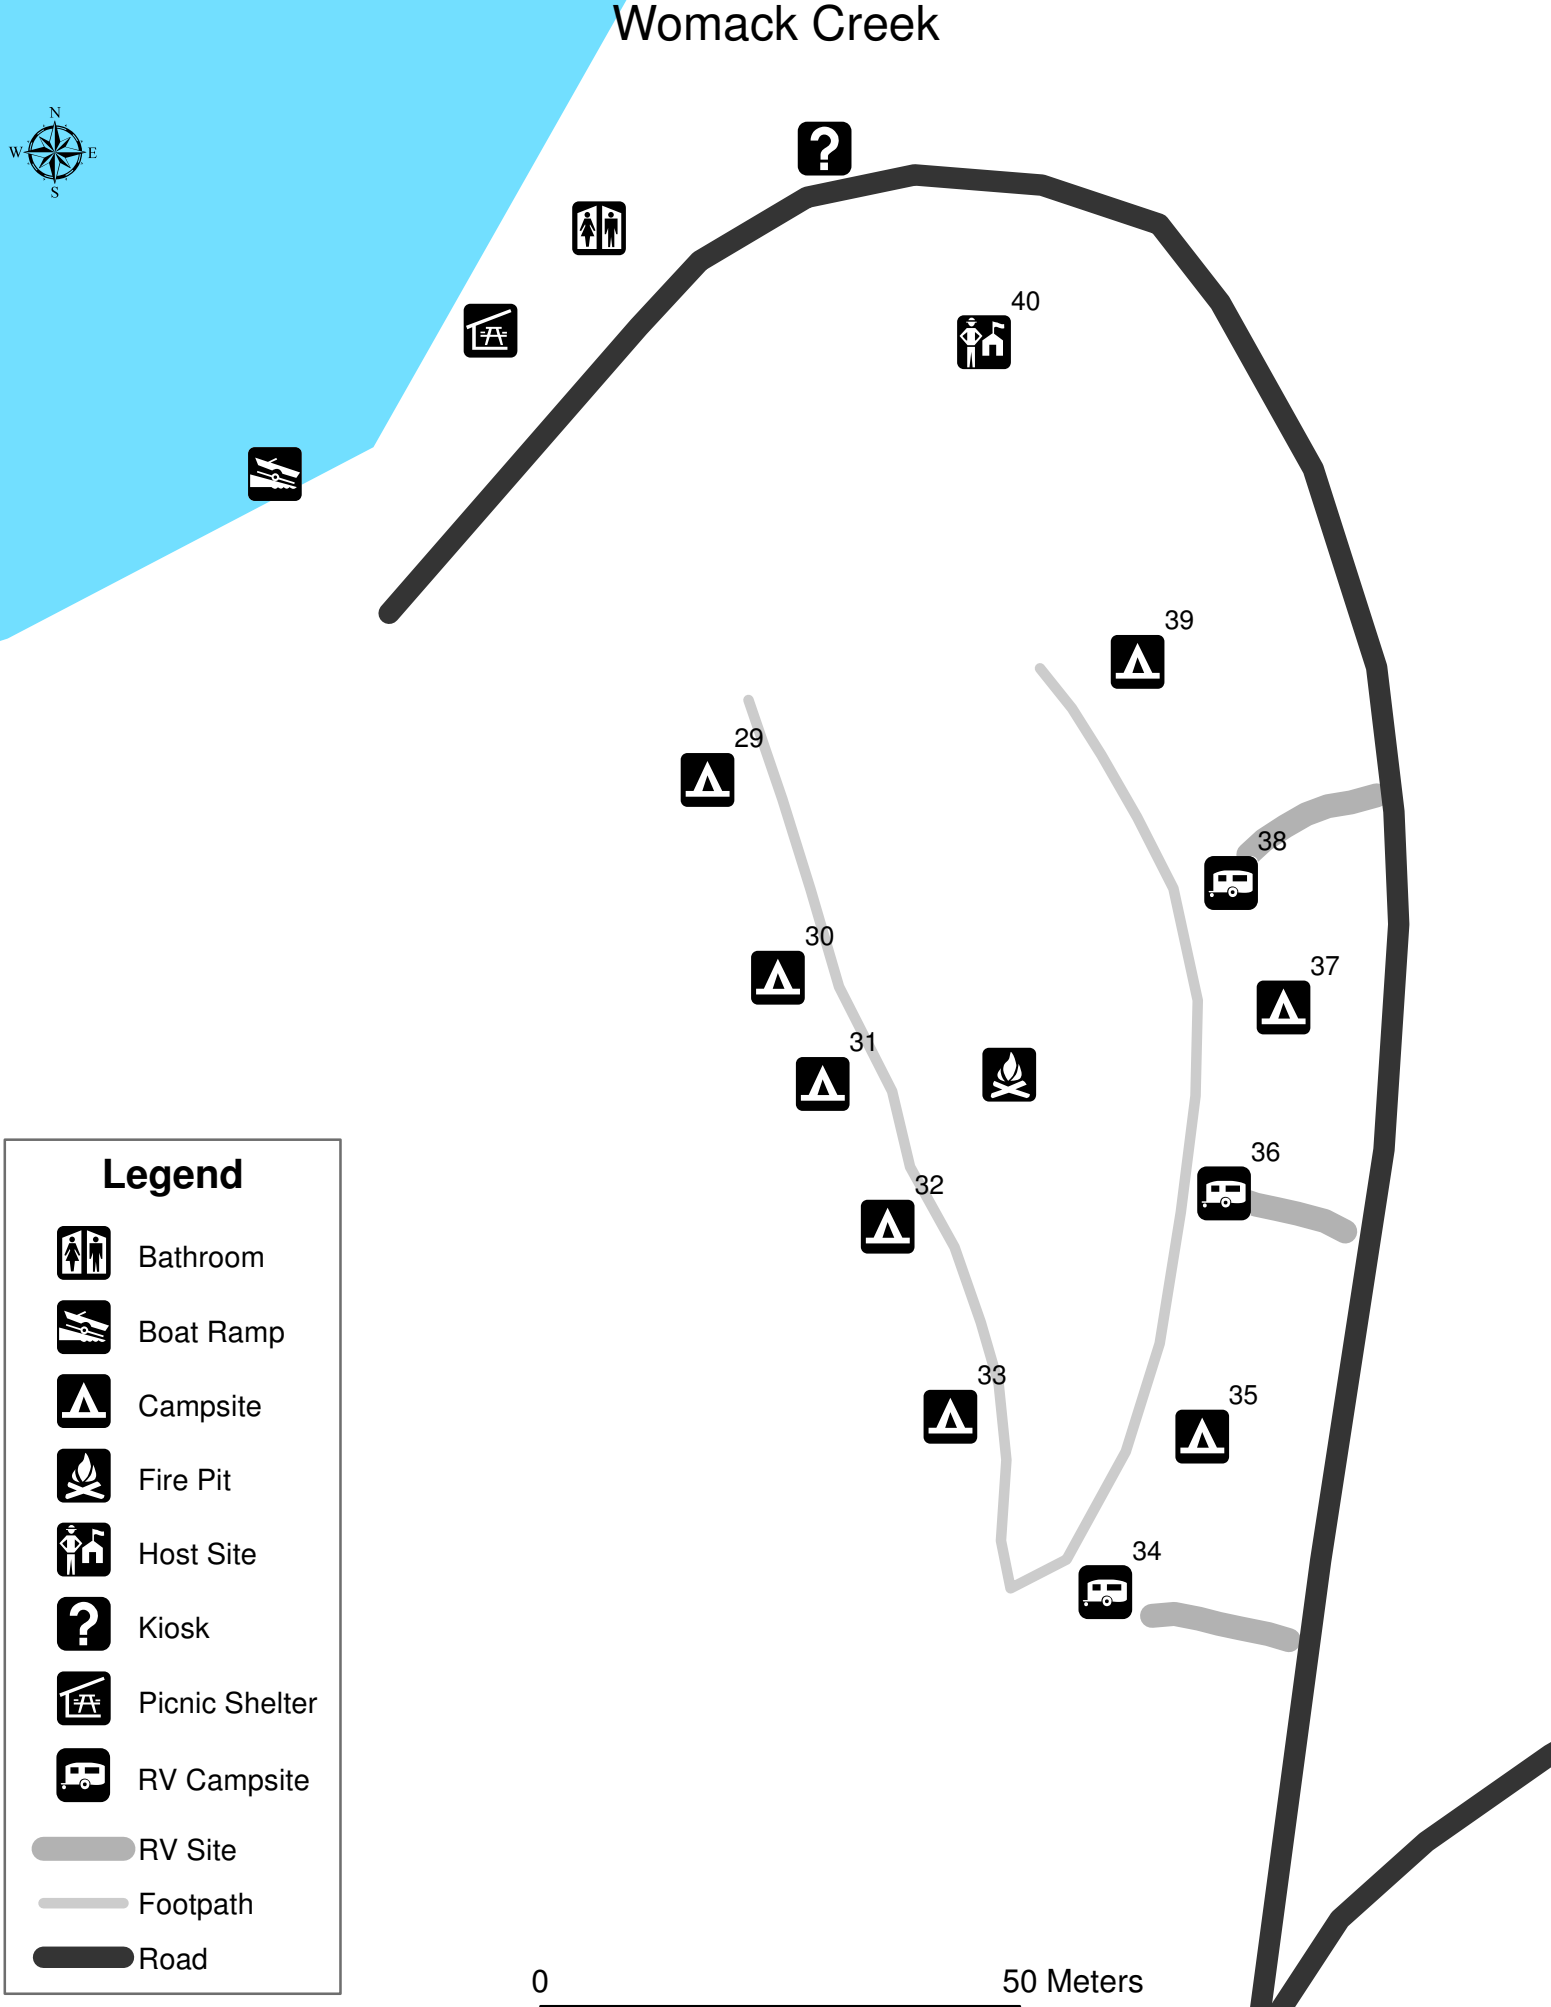 Womack Creek
N
W E
S
40
39
29
38
30
37
31
36
32
33
35
34
Legend
Bathroom
Boat Ramp
Campsite
Fire Pit
Host Site
?
Kiosk
Picnic Shelter
RV Campsite
RV Site
Footpath
Road
0 50 Meters